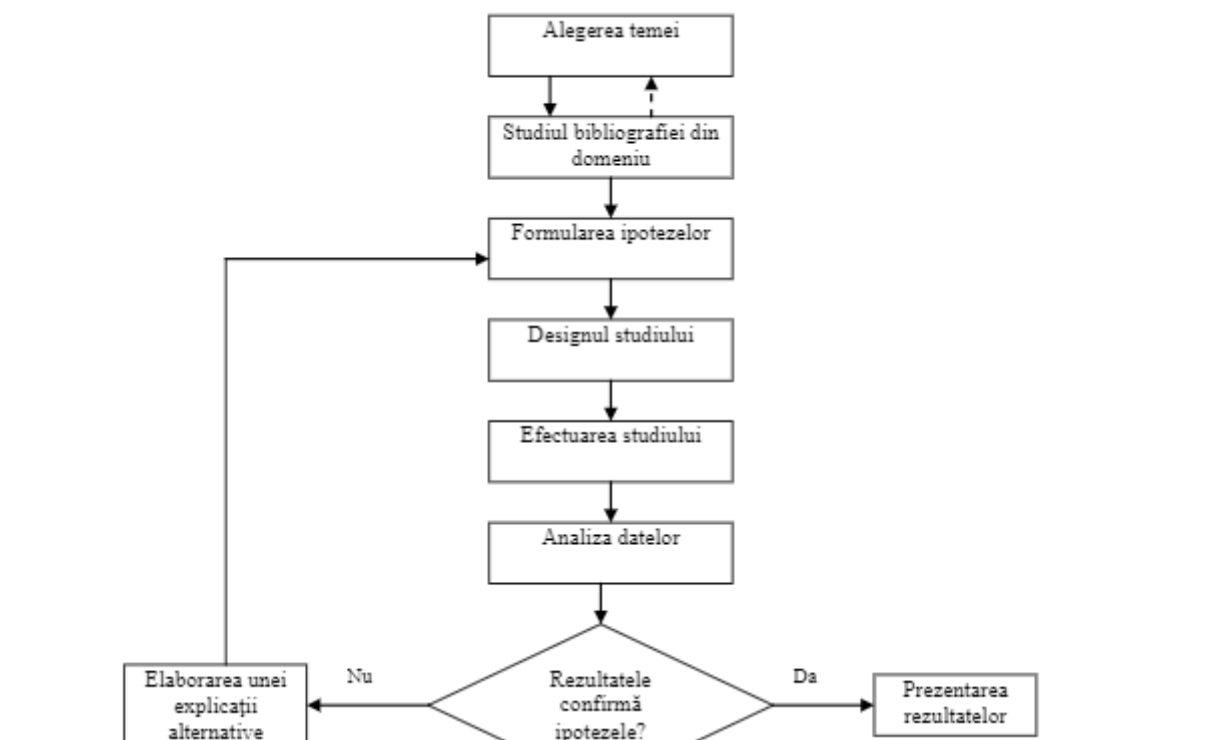 Alegerea temei
Studiul bibliografiei din
domeniu
Formularea ipotezelor
Designul studiului
Efectuarea studiului
Analiza datelor
Rezultatele
confirmă
ipotezele?
Nu
Elaborarea unei
explicaţii
alternative
Da
Prezentarea
rezultatelor